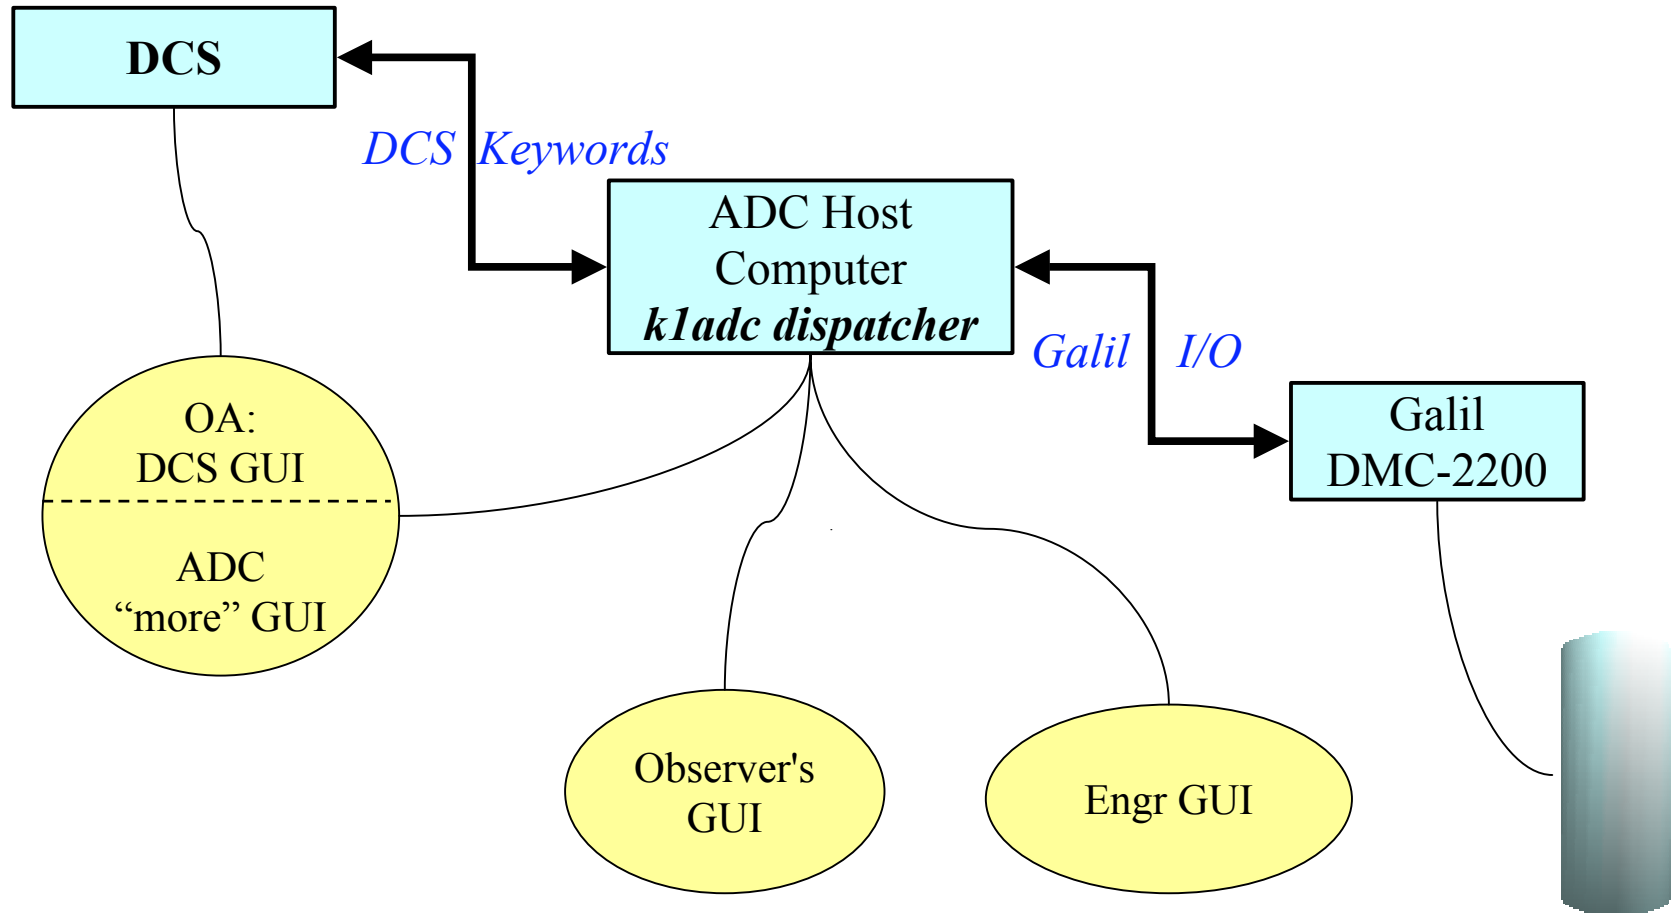 DCS
DCS Keywords
ADC Host
Computer
k1adc dispatcher
Galil I/O
Galil
DMC-2200
OA:
DCS GUI
ADC
“more” GUI
Observer's
GUI
Engr GUI